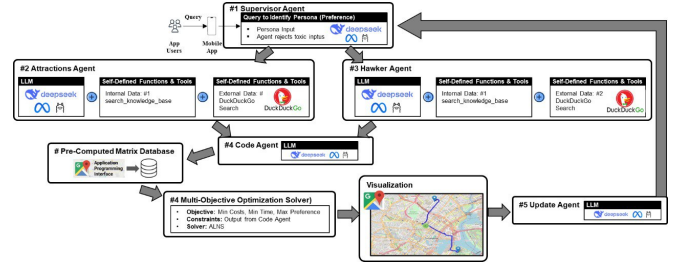 #1 Supervisor Agent
Query to Identify Persona (Preference)
• Persona Input
• Agent rejects toxic inptus
deepseek
Query
App
Users
Mobile
App
#2 Attractions Agent
LLM
deepseek
Self-Defined Functions & Tools
Internal Data: #1
search_knowledge_base
Self-Defined Functions & Tools
External Data: #
DuckDuckGo
Search
DuckDuckGo
#3 Hawker Agent
LLM
deepseek
Self-Defined Functions & Tools
Internal Data: #1
search_knowledge_base
Self-Defined Functions & Tools
External Data: #2
DuckDuckGo
Search
DuckDuckGo
#4 Code Agent
LLM
deepseek
# Pre-Computed Matrix Database
Application
Programming
Interface
#4 Multi-Objective Optimization Solver)
• Objective: Min Costs, Min Time, Max Preference
• Constraints: Output from Code Agent
• Solver: ALNS
Visualization
#5 Update Agent
LLM
deepseek